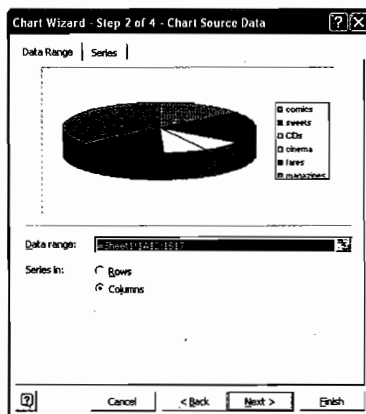 Chart Wizard - Step 2 of 4 - Chart Source Data
Data Range
Series
comics
sweets
CDs
cinema
fares
magazines
Data range:
Series in:
Rows
Columns
Cancel
< Back
Next >
Finish